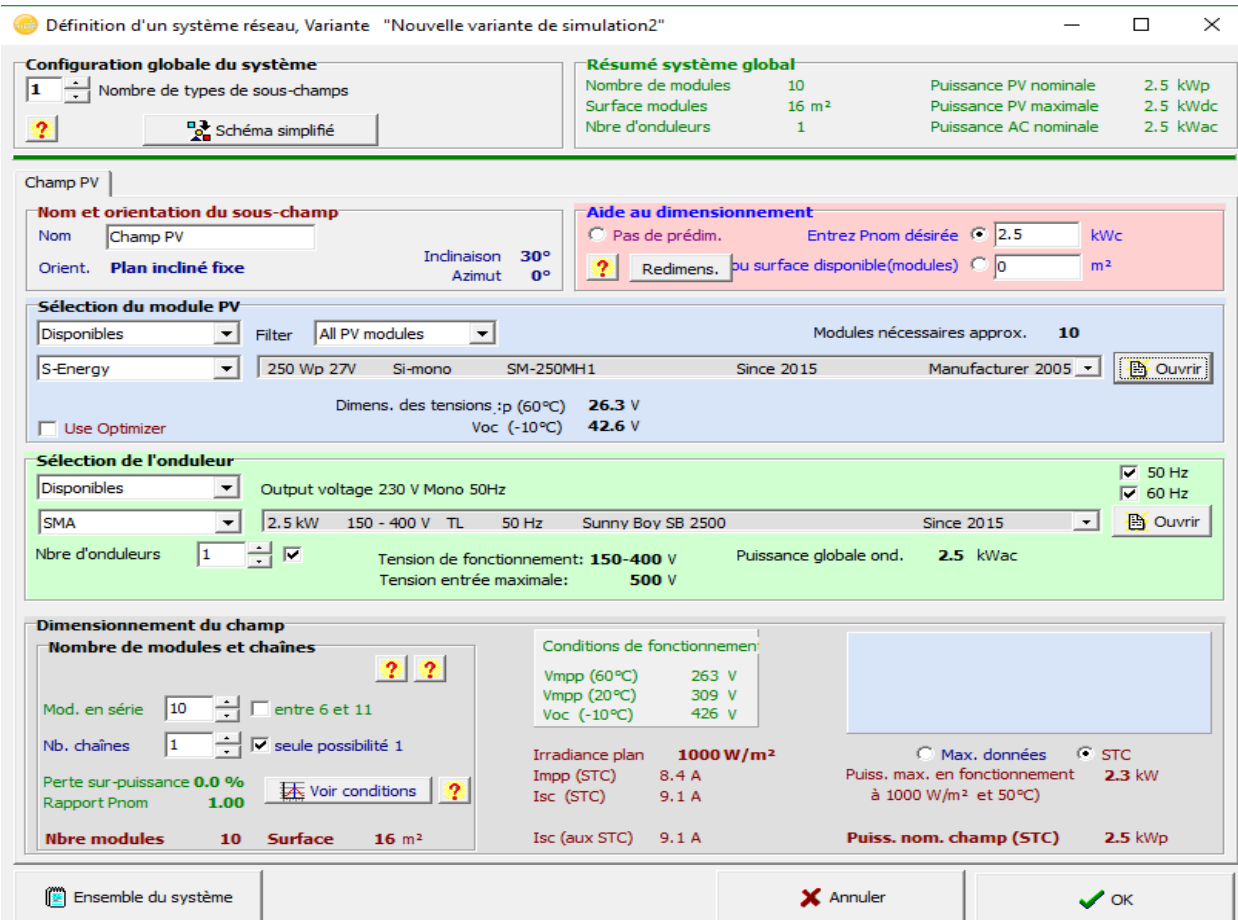 Définition d'un système réseau, Variante "Nouvelle variante de simulation2"
Configuration globale du système
1 Nombre de types de sous-champs
? Schéma simplifié
Résumé système global
Nombre de modules 10 Puissance PV nominale 2.5 kWp
Surface modules 16 m² Puissance PV maximale 2.5 kWdc
Nbre d'onduleurs 1 Puissance AC nominale 2.5 kWac
Champ PV
Nom et orientation du sous-champ
Nom Champ PV
Orient. Plan incliné fixe
Inclinaison 30°
Azimut 0°
Aide au dimensionnement
Pas de prédim. Entrez Pnom désirée 2.5 kWc
? Redimens. ou surface disponible(modules) 0 m²
Sélection du module PV
Disponibles Filter All PV modules Modules nécessaires approx. 10
S-Energy 250 Wp 27V Si-mono SM-250MH1 Since 2015 Manufacturer 2005 Ouvrir
Dimens. des tensions :p (60°C) 26.3 V
Use Optimizer Voc (-10°C) 42.6 V
Sélection de l'onduleur
Disponibles Output voltage 230 V Mono 50Hz
50 Hz
60 Hz
SMA 2.5 kW 150 - 400 V TL 50 Hz Sunny Boy SB 2500 Since 2015 Ouvrir
Nbre d'onduleurs 1 Tension de fonctionnement: 150-400 V Puissance globale ond. 2.5 kWac
Tension entrée maximale: 500 V
Dimensionnement du champ
Nombre de modules et chaînes
? ?
Mod. en série 10 entre 6 et 11
Nb. chaînes 1 seule possibilité 1
Perte sur-puissance 0.0 %
Rapport Pnom 1.00
Voir conditions ?
Nbre modules 10 Surface 16 m²
Conditions de fonctionnemen
Vmpp (60°C) 263 V
Vmpp (20°C) 309 V
Voc (-10°C) 426 V
Irradiance plan 1000 W/m²
Impp (STC) 8.4 A
Isc (STC) 9.1 A
Isc (aux STC) 9.1 A
Max. données STC
Puiss. max. en fonctionnement 2.3 kW
à 1000 W/m² et 50°C)
Puiss. nom. champ (STC) 2.5 kWp
Ensemble du système Annuler OK